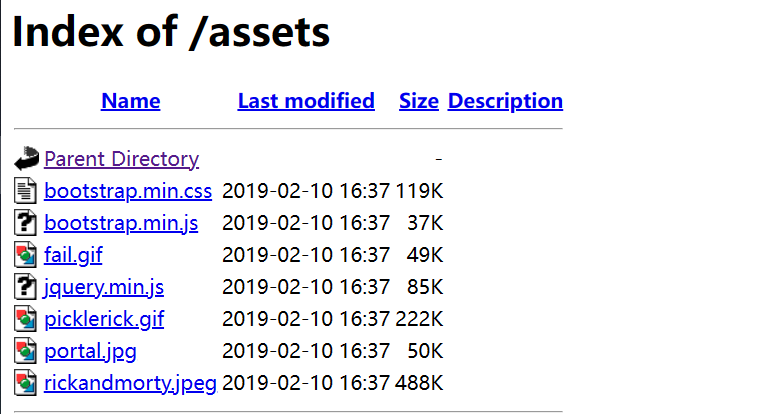 Index of /assets
Name Last modified Size Description
Parent Directory -
bootstrap.min.css 2019-02-10 16:37 119K
bootstrap.min.js 2019-02-10 16:37 37K
fail.gif 2019-02-10 16:37 49K
jquery.min.js 2019-02-10 16:37 85K
picklerick.gif 2019-02-10 16:37 222K
portal.jpg 2019-02-10 16:37 50K
rickandmorty.jpeg 2019-02-10 16:37 488K